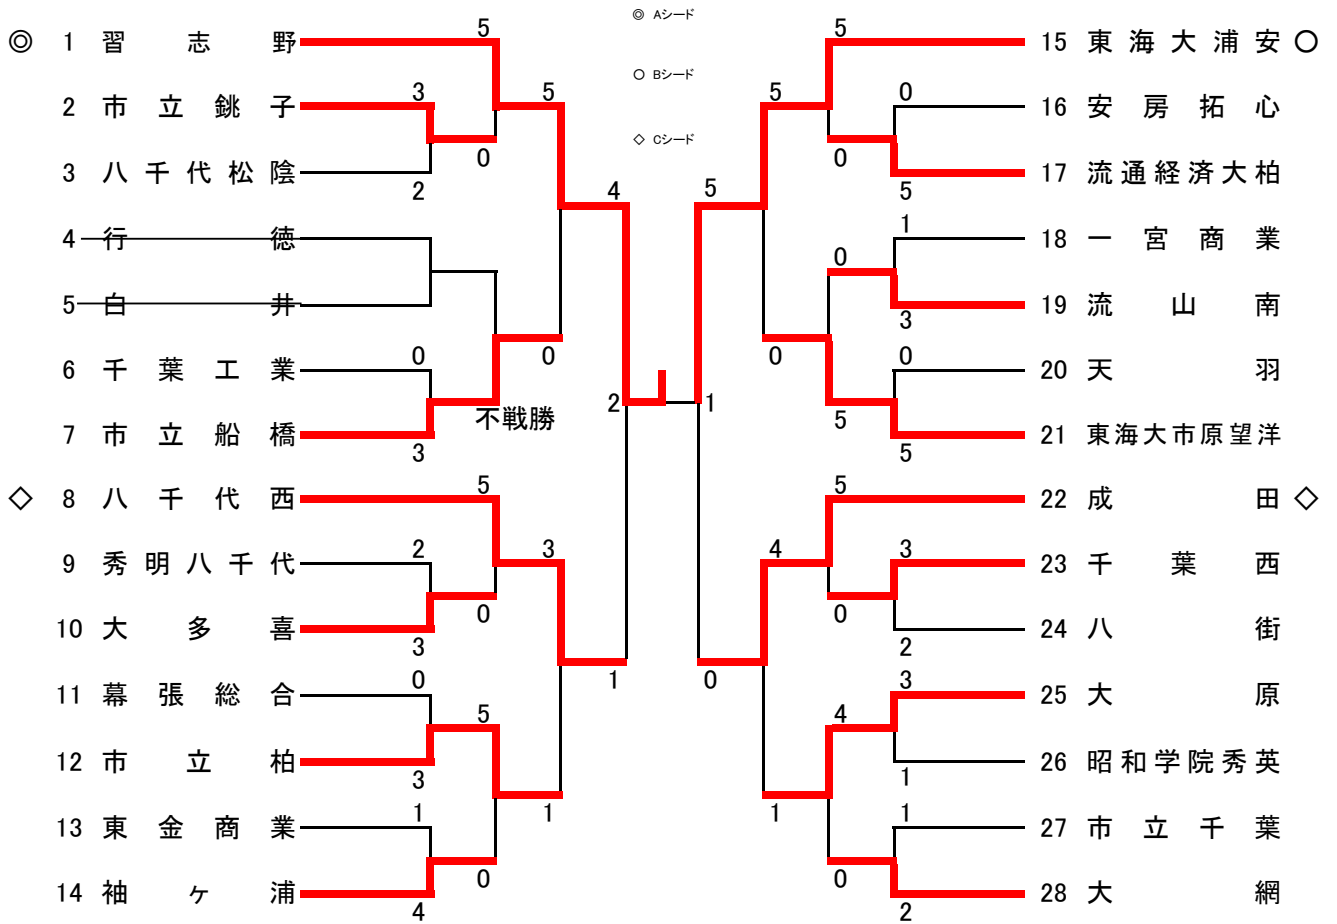 ◎ Aシード
○ Bシード
◇ Cシード
◎ 1 習志野
2 市立銚子
3 八千代松陰
4 行徳
5 白井
6 千葉工業
7 市立船橋
◇ 8 八千代西
9 秀明八千代
10 大多喜
11 幕張総合
12 市立柏
13 東金商業
14 袖ヶ浦
5
3
0
2
5
4
0
3
0
不戦勝
2
5
2
0
3
3
1
0
5
3
1
1
0
4
5
0
0
5
5
5
1
0
3
0
0
5
5
1
5
3
0
2
4
0
3
4
1
1
1
0
2
15 東海大浦安 ○
16 安房拓心
17 流通経済大柏
18 一宮商業
19 流山南
20 天羽
21 東海大市原望洋
22 成田 ◇
23 千葉西
24 八街
25 大原
26 昭和学院秀英
27 市立千葉
28 大網